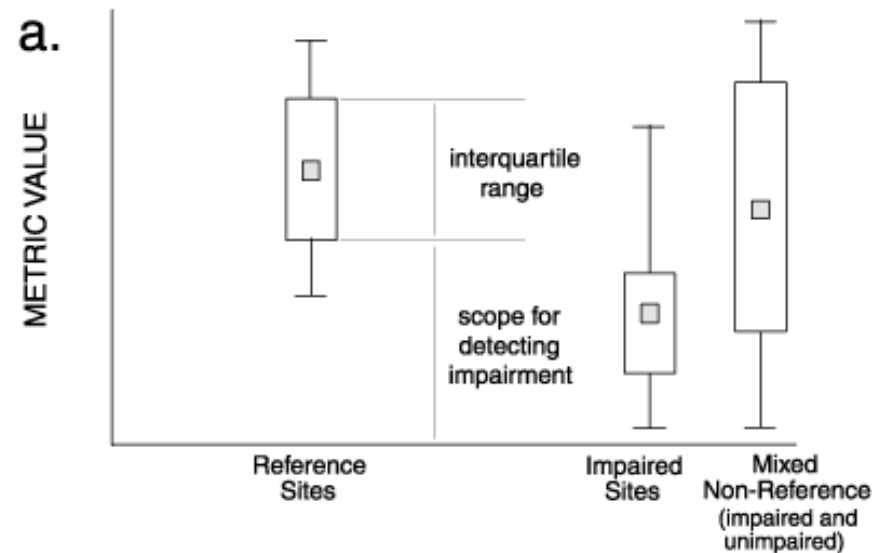 a.
METRIC VALUE
interquartile
range
scope for
detecting
impairment
Reference
Sites
Impaired
Sites
Mixed
Non-Reference
(impaired and
unimpaired)